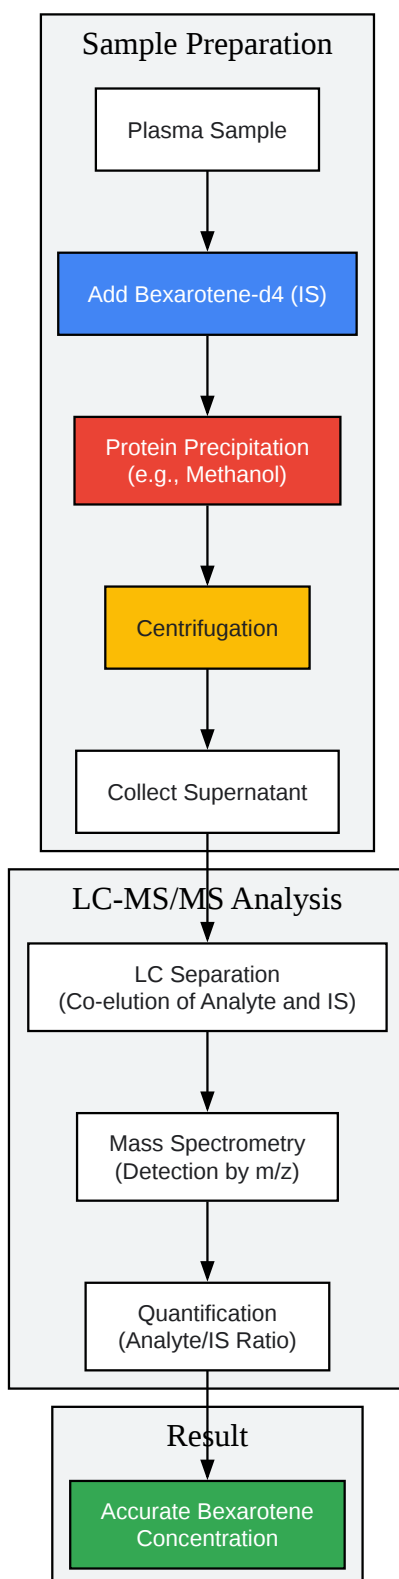 Sample Preparation
Plasma Sample
Add Bexarotene-d4 (IS)
Protein Precipitation
(e.g., Methanol)
Centrifugation
Collect Supernatant
LC-MS/MS Analysis
LC Separation
(Co-elution of Analyte and IS)
Mass Spectrometry
(Detection by m/z)
Quantification
(Analyte/IS Ratio)
Result
Accurate Bexarotene
Concentration